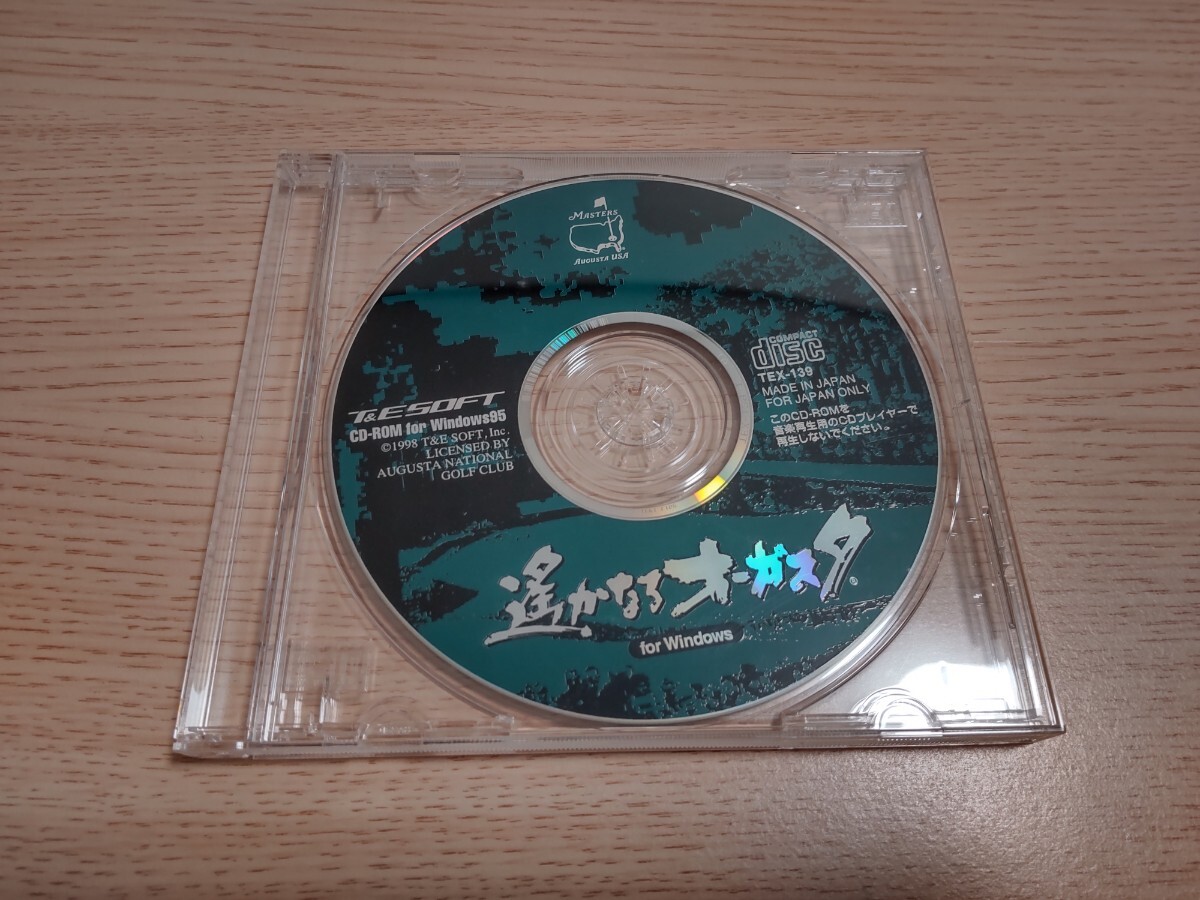 MASTERS
AUGUSTA USA
COMPACT
disc
TEX-139
MADE IN JAPAN
FOR JAPAN ONLY
このCD-ROMを
音楽再生用のCDプレイヤーで
再生しないでください。
T&ESOFT
CD-ROM for Windows95
©1998 T&E SOFT, Inc.
LICENSED BY
AUGUSTA NATIONAL
GOLF CLUB
遙かなるオーガスタ®
for Windows